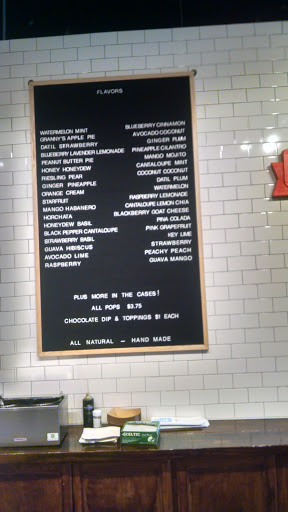 FLAVORS
WATERMELON MINT
GRANNY'S APPLE PIE
DATIL STRAWBERRY
BLUEBERRY LAVENDER LEMONADE
PEANUT BUTTER PIE
HONEY HONEYDEW
RIESLING PEAR
GINGER PINEAPPLE
ORANGE CREAM
STARFRUIT
MANGO HABANERO
HORCHATA
HONEYDEW BASIL
BLACK PEPPER CANTALOUPE
STRAWBERRY BASIL
GUAVA HIBISCUS
AVOCADO LIME
RASPBERRY
BLUEBERRY CINNAMON
AVOCADO COCONUT
GINGER PLUM
PINEAPPLE CILANTRO
MANGO MOJITO
CANTALOUPE MINT
COCONUT COCONUT
DATIL PLUM
WATERMELON
RASPBERRY LEMONADE
CANTALOUPE LEMON CHIA
BLACKBERRY GOAT CHEESE
PINA COLADA
PINK GRAPEFRUIT
KEY LIME
STRAWBERRY
PEACHY PEACH
GUAVA MANGO
PLUS MORE IN THE CASES!
ALL POPS $3.75
CHOCOLATE DIP & TOPPINGS $1 EACH
ALL NATURAL — HAND MADE
CELTIC